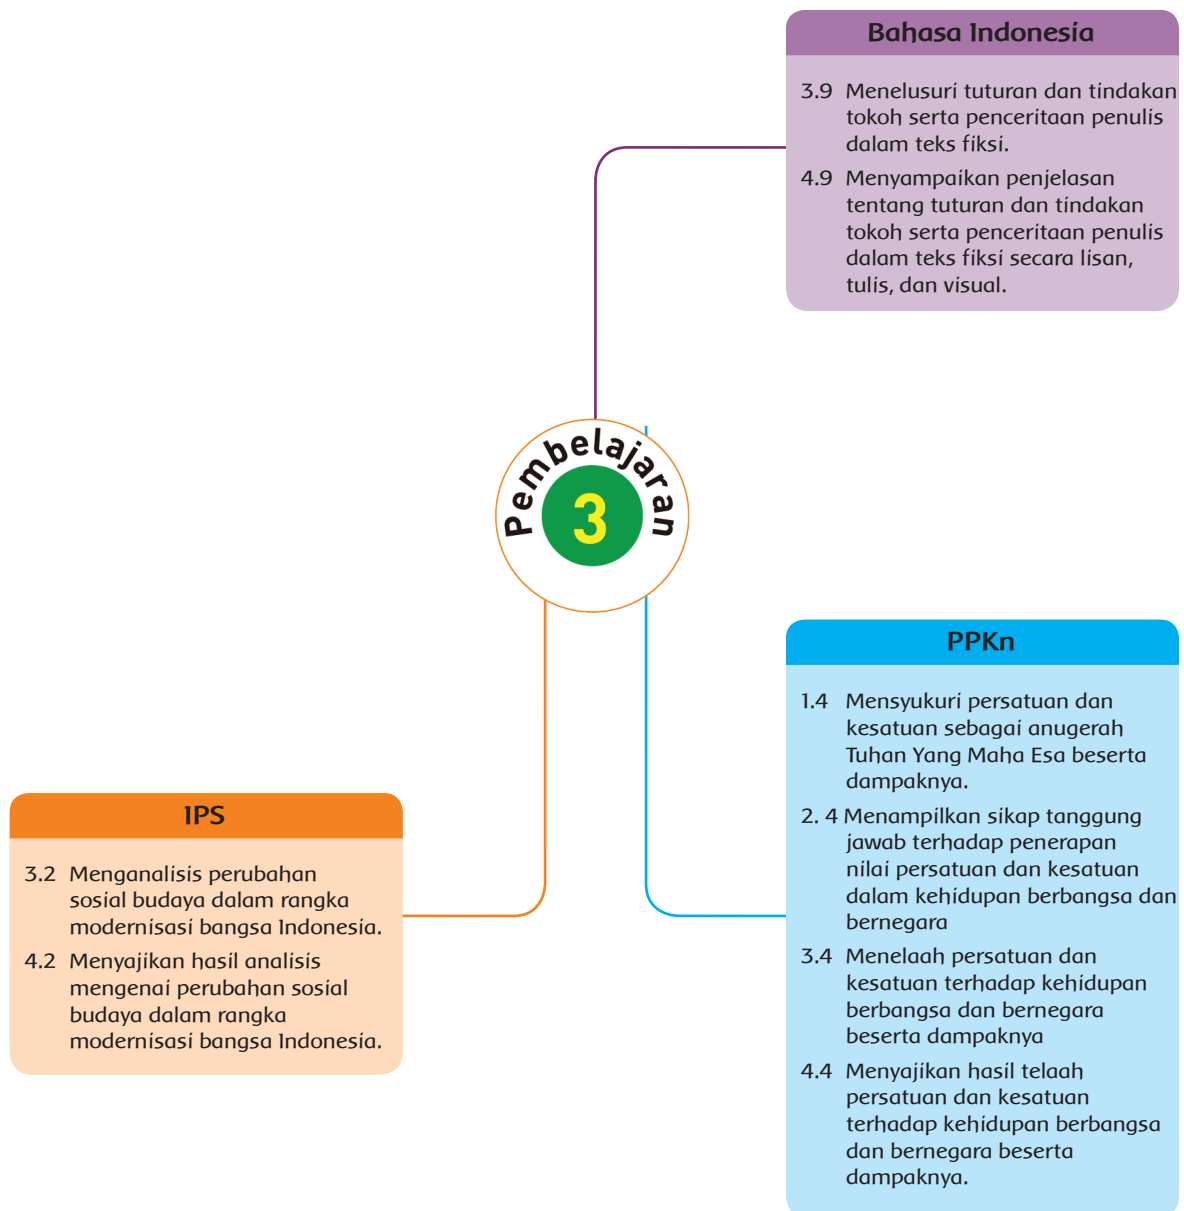 Bahasa Indonesia
3.9 Menelusuri tuturan dan tindakan
tokoh serta penceritaan penulis
dalam teks fiksi.
4.9 Menyampaikan penjelasan
tentang tuturan dan tindakan
tokoh serta penceritaan penulis
dalam teks fiksi secara lisan,
tulis, dan visual.
Pembelajaran
3
IPS
3.2 Menganalisis perubahan
sosial budaya dalam rangka
modernisasi bangsa Indonesia.
4.2 Menyajikan hasil analisis
mengenai perubahan sosial
budaya dalam rangka
modernisasi bangsa Indonesia.
PPKn
1.4 Mensyukuri persatuan dan
kesatuan sebagai anugerah
Tuhan Yang Maha Esa beserta
dampaknya.
2. 4 Menampilkan sikap tanggung
jawab terhadap penerapan
nilai persatuan dan kesatuan
dalam kehidupan berbangsa dan
bernegara
3.4 Menelaah persatuan dan
kesatuan terhadap kehidupan
berbangsa dan bernegara
beserta dampaknya
4.4 Menyajikan hasil telaah
persatuan dan kesatuan
terhadap kehidupan berbangsa
dan bernegara beserta
dampaknya.